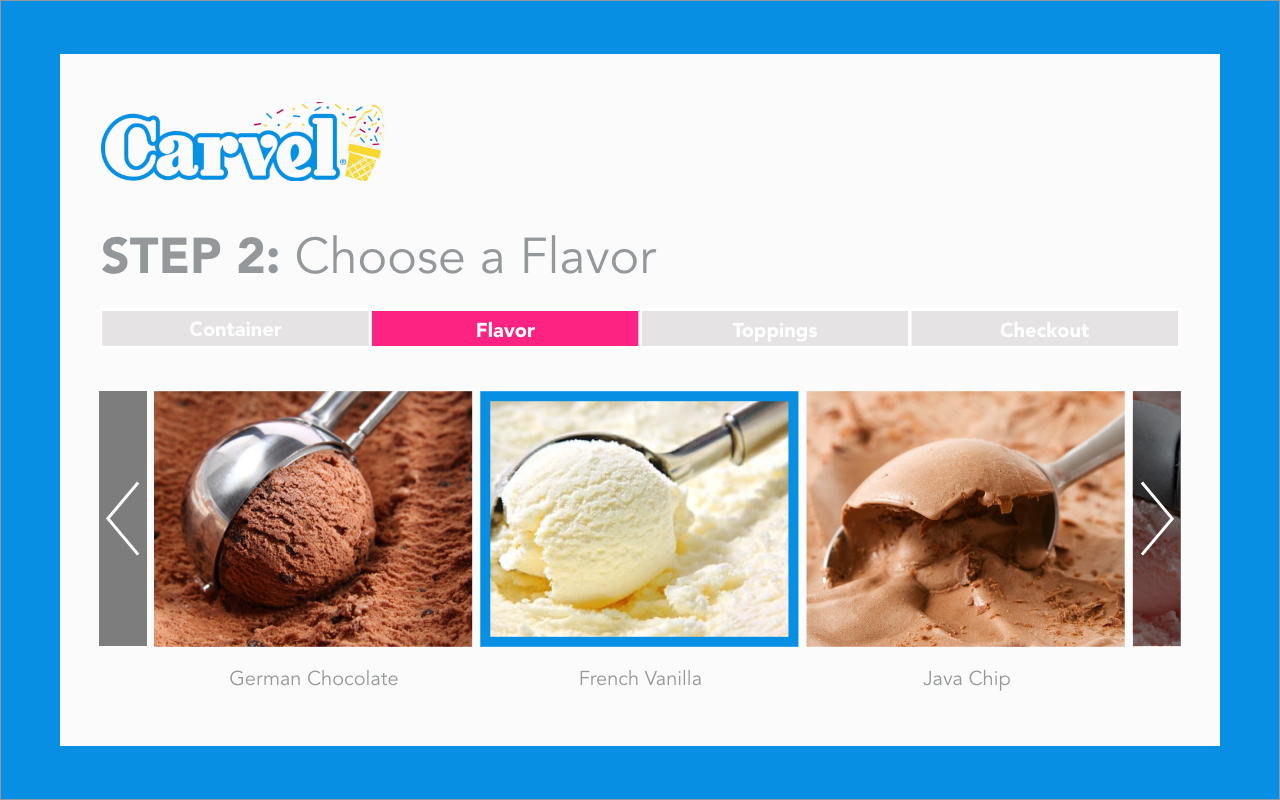 Carvel®
STEP 2: Choose a Flavor
Container Flavor Toppings Checkout
German Chocolate French Vanilla Java Chip